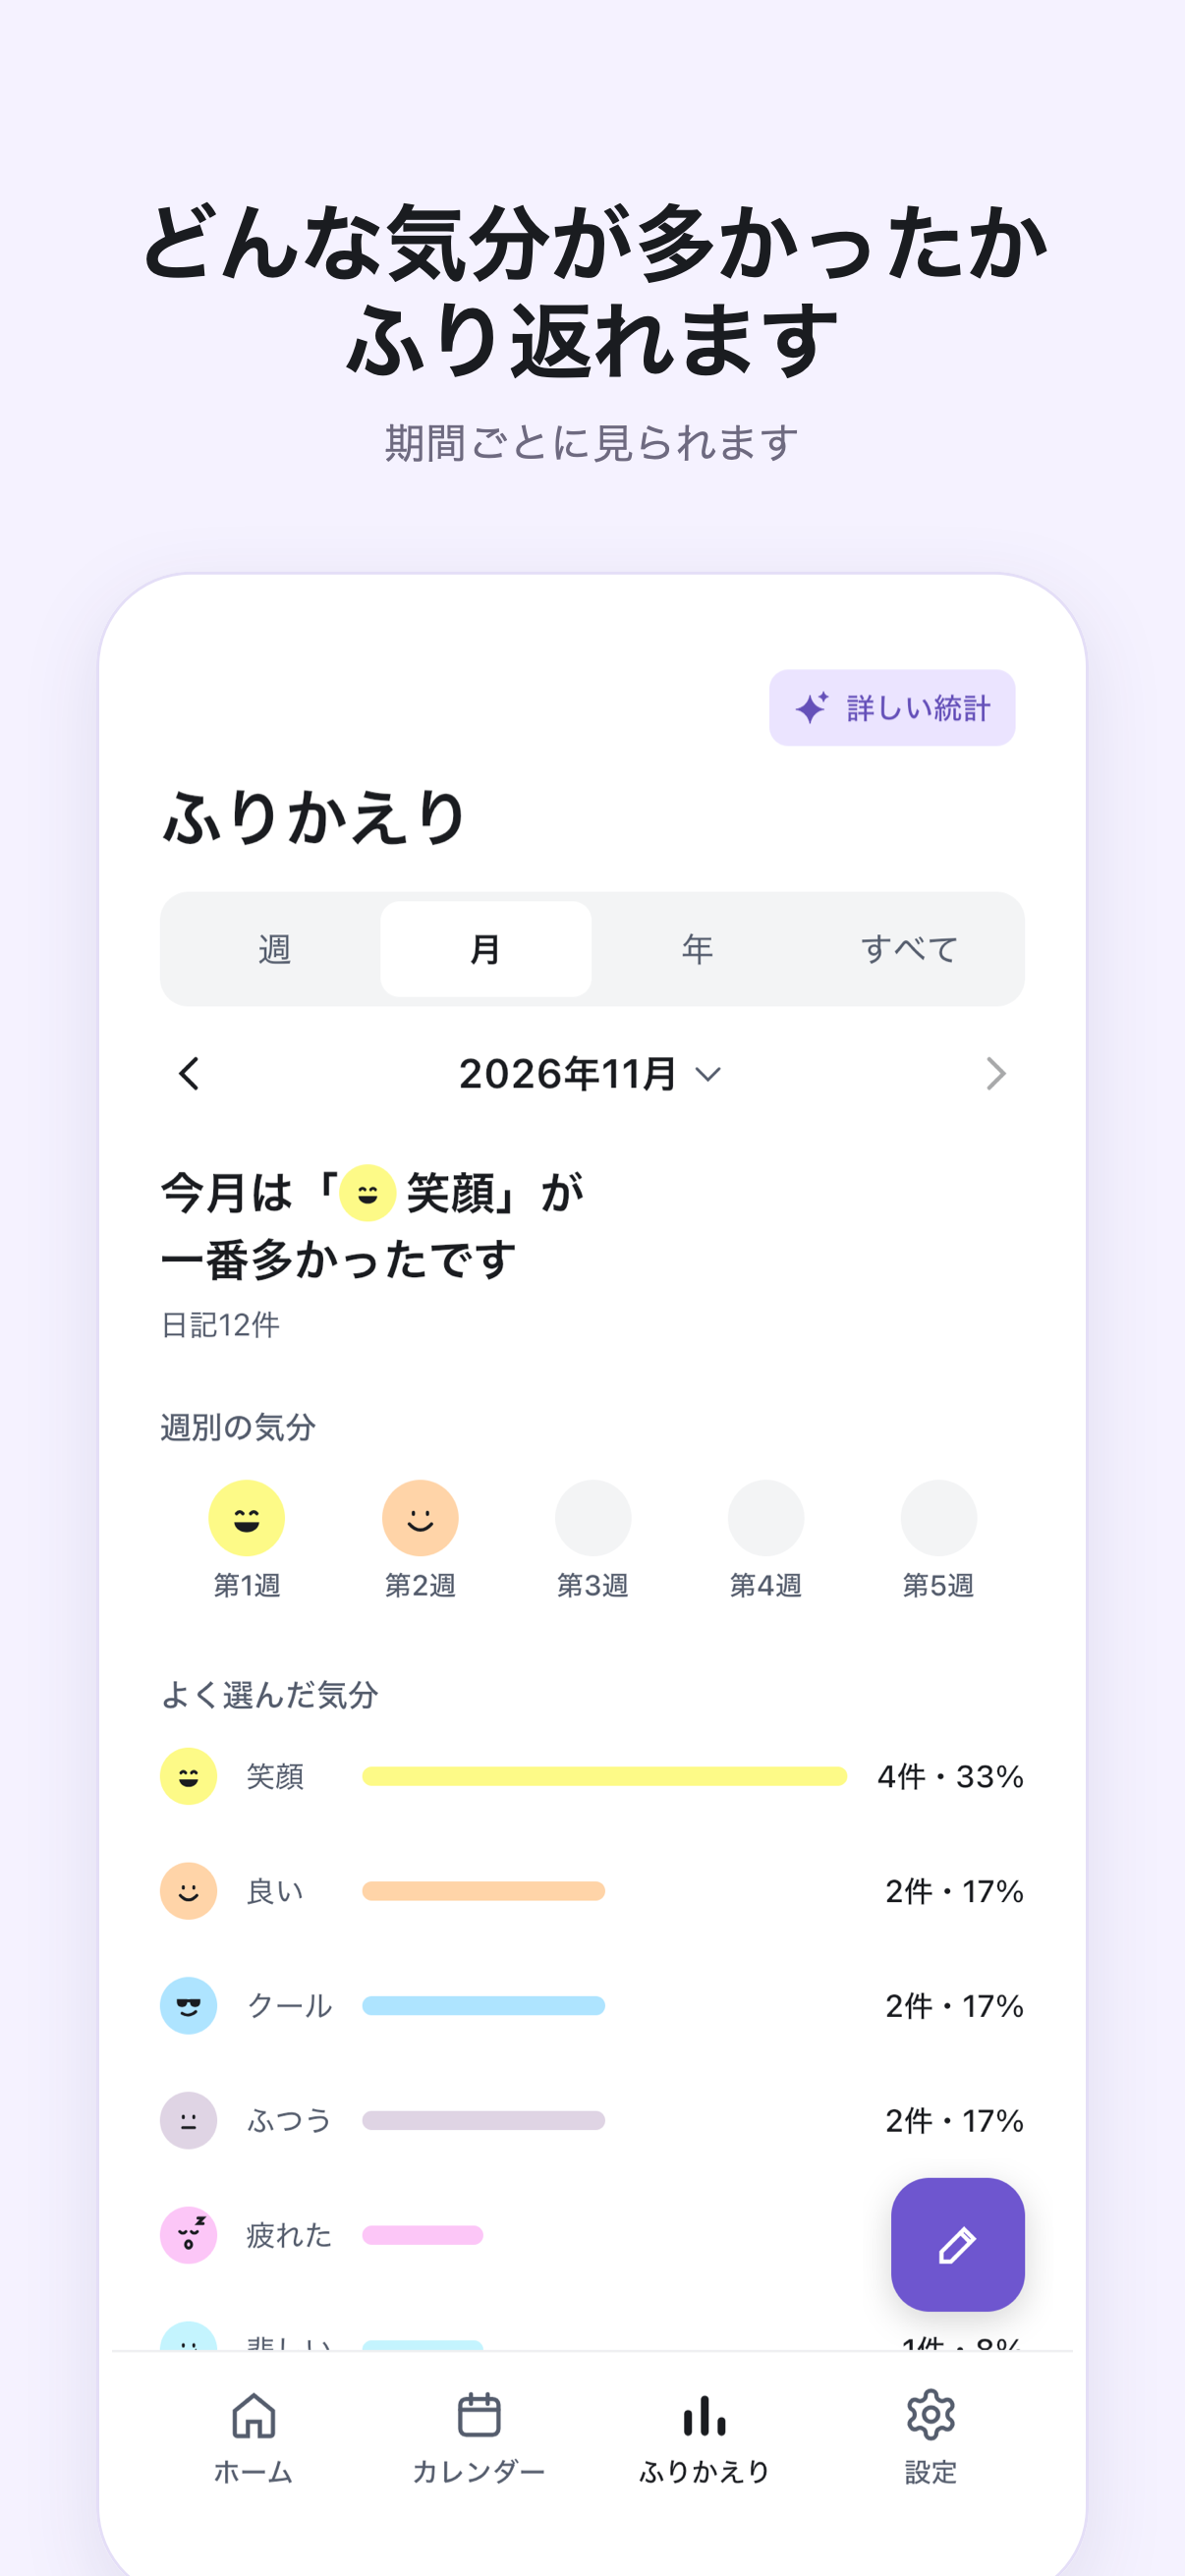 どんな気分が多かったか
ふり返れます
期間ごとに見られます
詳しい統計
ふりかえり
週 月 年 すべて
2026年11月
今月は「笑顔」が
一番多かったです
日記12件
週別の気分
第1週 第2週 第3週 第4週 第5週
よく選んだ気分
笑顔 4件・33%
良い 2件・17%
クール 2件・17%
ふつう 2件・17%
疲れた
悲しい 1件・8%
ホーム カレンダー ふりかえり 設定